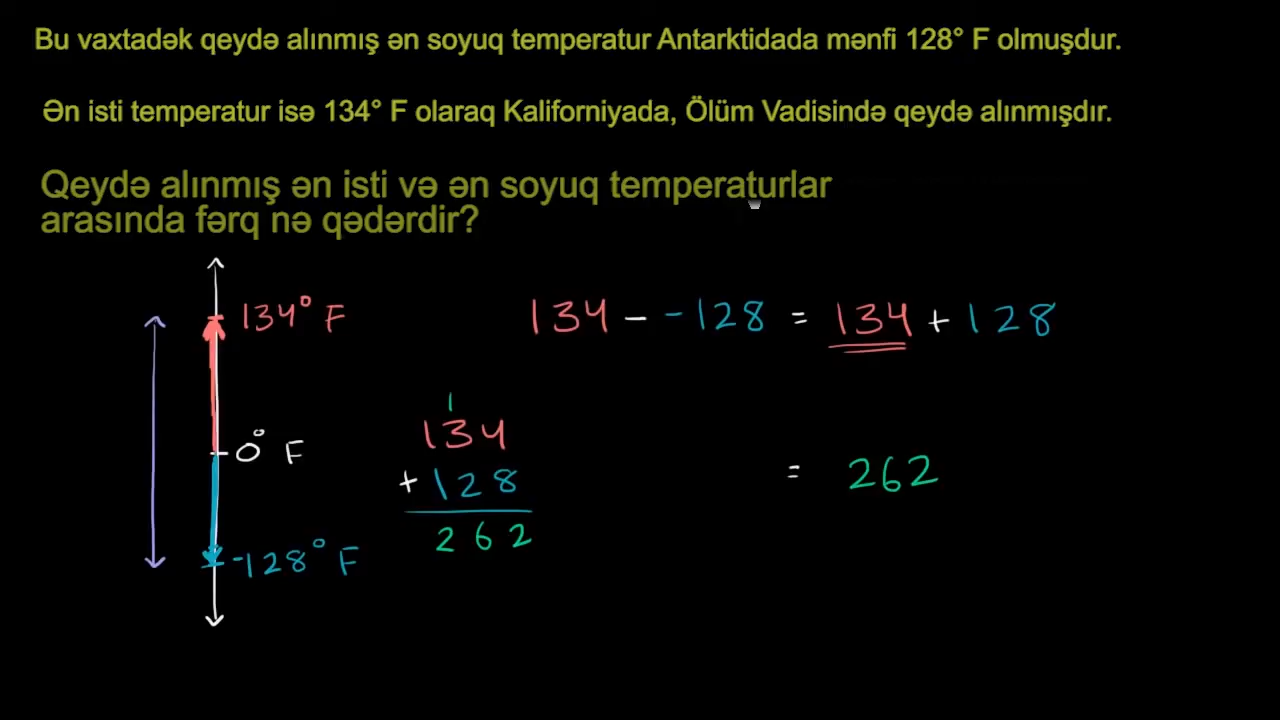 Bu vaxtadək qeydə alınmış ən soyuq temperatur Antarktidada mənfi 128° F olmuşdur.
Ən isti temperatur isə 134° F olaraq Kaliforniyada, Ölüm Vadisində qeydə alınmışdır.
Qeydə alınmış ən isti və ən soyuq temperaturlar
arasında fərq nə qədərdir?
134° F
134 - -128 = 134 + 128
0° F
1
134
+ 128
262
= 262
-128° F